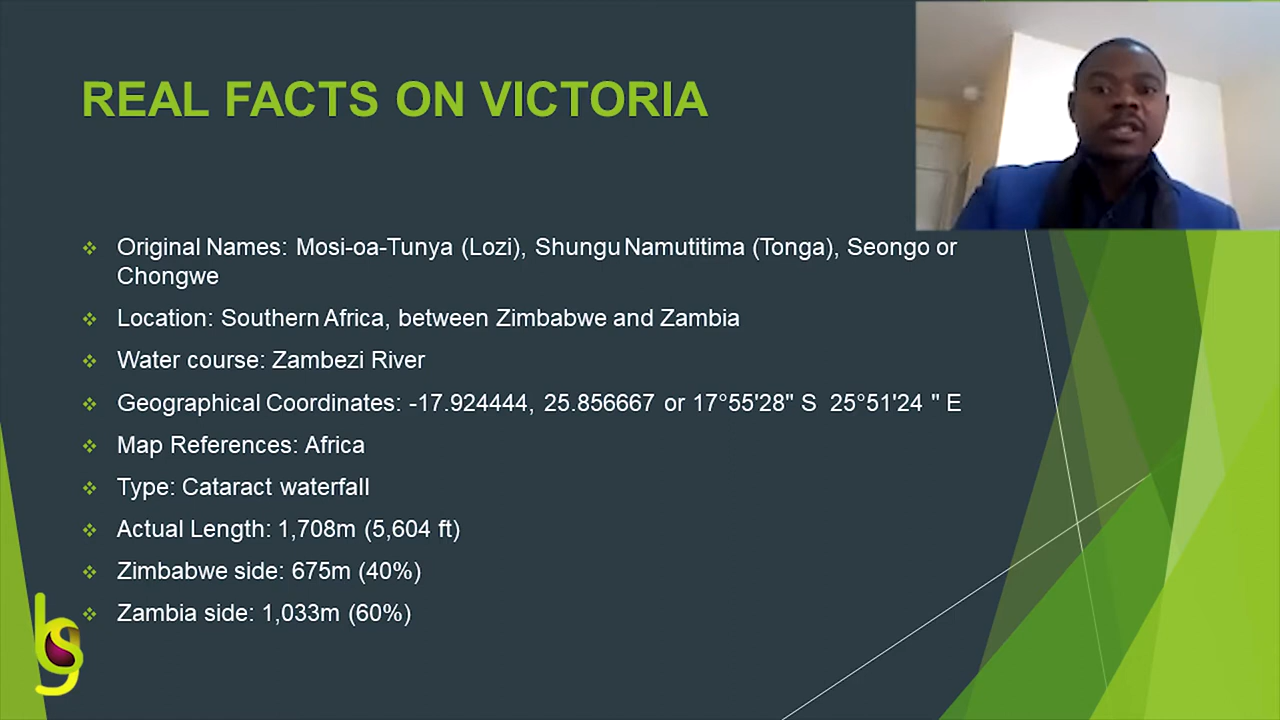 REAL FACTS ON VICTORIA
Original Names: Mosi-oa-Tunya (Lozi), Shungu Namutitima (Tonga), Seongo or
Chongwe
Location: Southern Africa, between Zimbabwe and Zambia
Water course: Zambezi River
Geographical Coordinates: -17.924444, 25.856667 or 17°55'28" S 25°51'24 " E
Map References: Africa
Type: Cataract waterfall
Actual Length: 1,708m (5,604 ft)
Zimbabwe side: 675m (40%)
Zambia side: 1,033m (60%)